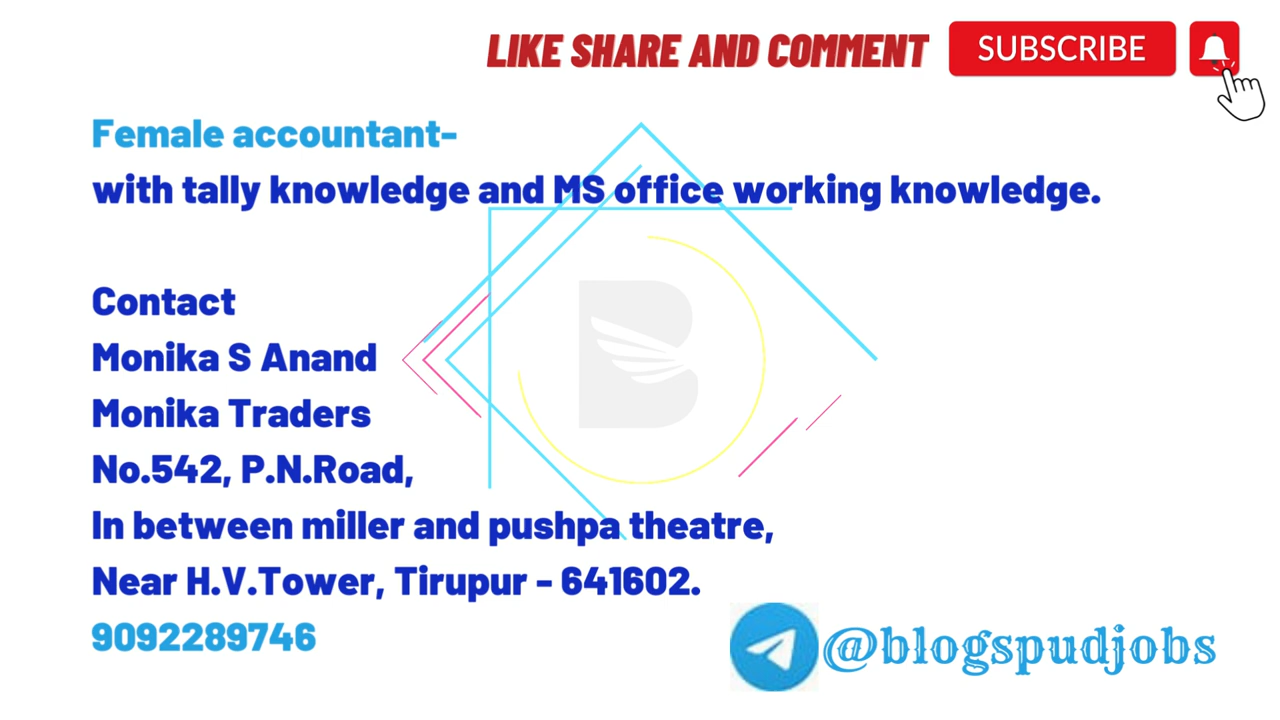 LIKE SHARE AND COMMENT SUBSCRIBE
Female accountant-
with tally knowledge and MS office working knowledge.
Contact
Monika S Anand
Monika Traders
No.542, P.N.Road,
In between miller and pushpa theatre,
Near H.V.Tower, Tirupur - 641602.
9092289746
@blogspudjobs